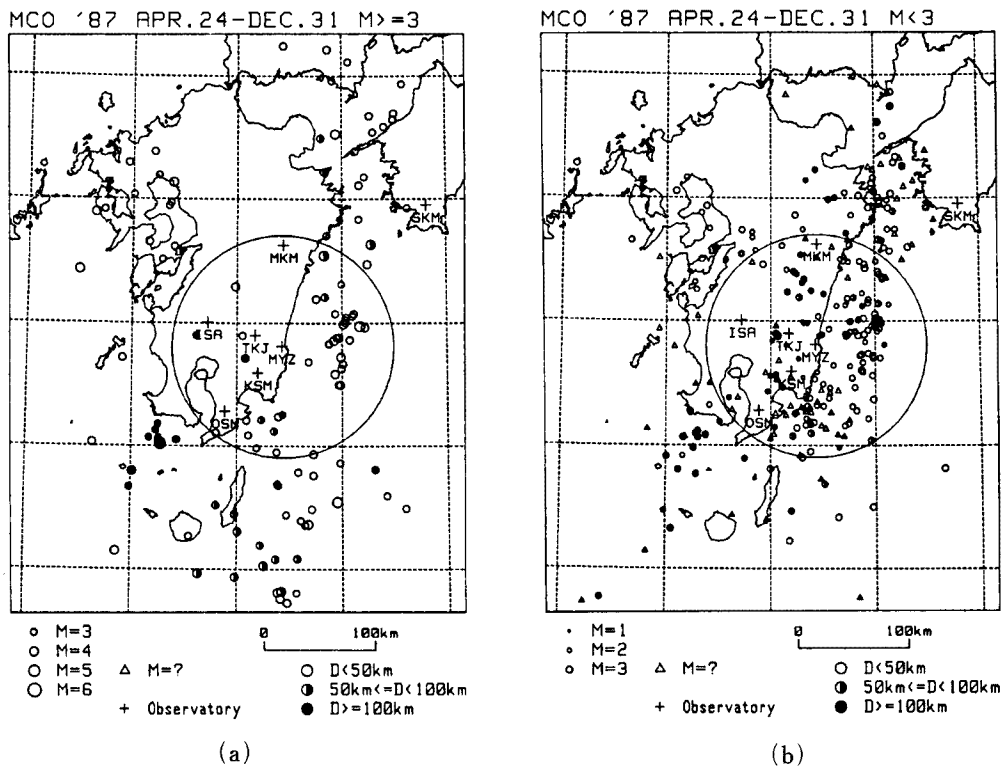 MCO '87 APR.24-DEC.31 M>=3
SKM
MKM
ISA
TKJ
MYZ
KSM
OSM
M=3
M=4
M=5
M=6
M=?
Observatory
0 100km
D<50km
50km<=D<100km
D>=100km
(a)
MCO '87 APR.24-DEC.31 M<3
SKM
MKM
ISA
TKJ
MYZ
KSM
OSM
M=1
M=2
M=3
M=?
Observatory
0 100km
D<50km
50km<=D<100km
D>=100km
(b)